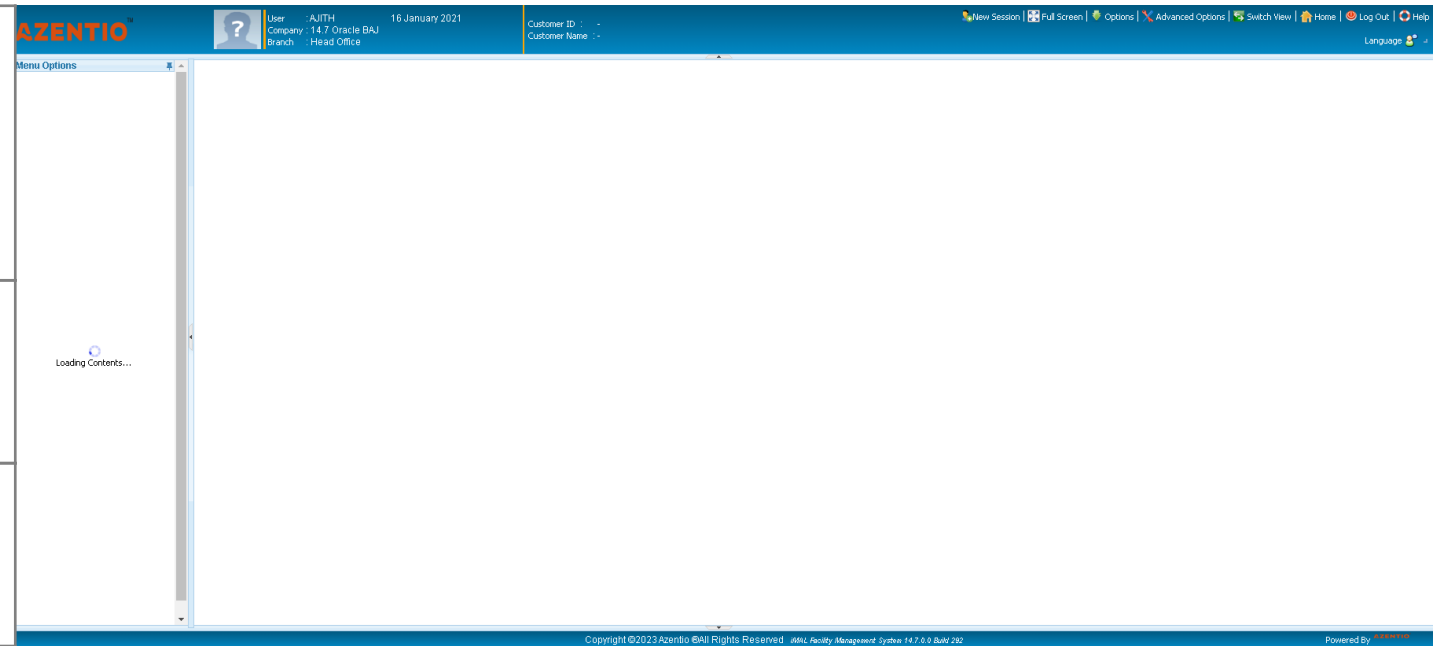 AZENTIO™
User : AJITH 16 January 2021
Company : 14.7 Oracle BAJ
Branch : Head Office
Customer ID : -
Customer Name : -
New Session | Full Screen | Options | Advanced Options | Switch View | Home | Log Out | Help
Language
Menu Options
Loading Contents...
Copyright ©2023 Azentio ®All Rights Reserved iMAL Facility Management System 14.7.0.0 Build 292
Powered By AZENTIO